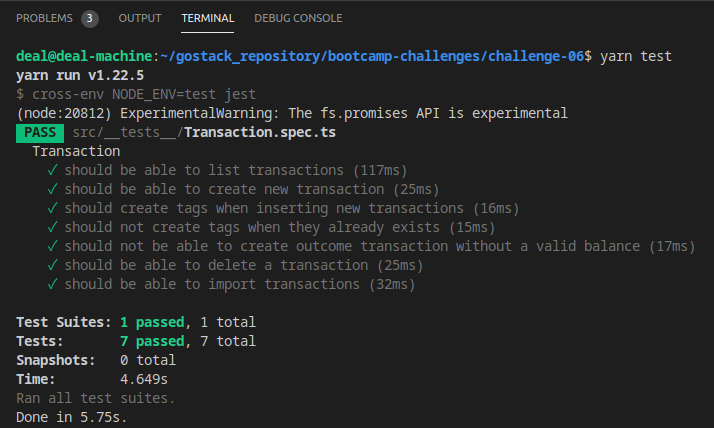 PROBLEMS 3 OUTPUT TERMINAL DEBUG CONSOLE
deal@deal-machine:~/gostack_repository/bootcamp-challenges/challenge-06$ yarn test
yarn run v1.22.5
$ cross-env NODE_ENV=test jest
(node:20812) ExperimentalWarning: The fs.promises API is experimental
PASS src/__tests__/Transaction.spec.ts
Transaction
✓ should be able to list transactions (117ms)
✓ should be able to create new transaction (25ms)
✓ should create tags when inserting new transactions (16ms)
✓ should not create tags when they already exists (15ms)
✓ should not be able to create outcome transaction without a valid balance (17ms)
✓ should be able to delete a transaction (25ms)
✓ should be able to import transactions (32ms)
Test Suites: 1 passed, 1 total
Tests: 7 passed, 7 total
Snapshots: 0 total
Time: 4.649s
Ran all test suites.
Done in 5.75s.